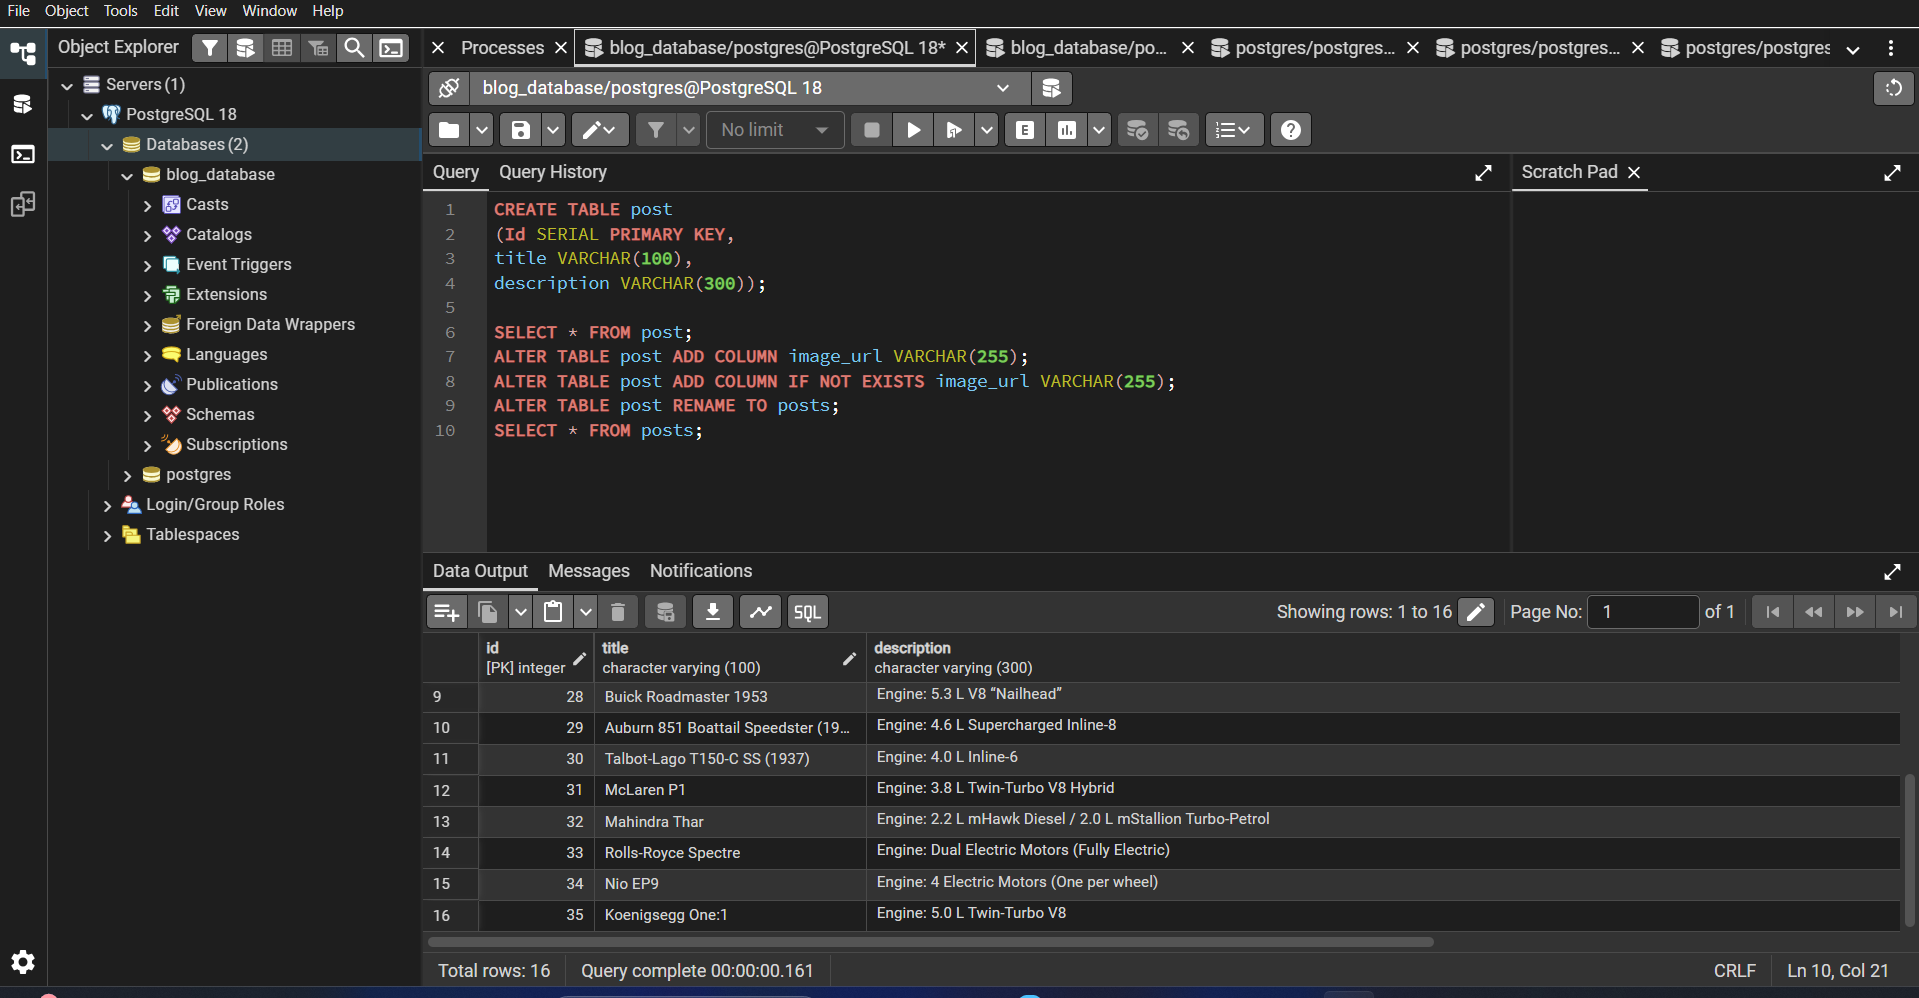 File Object Tools Edit View Window Help
Object Explorer
Processes
blog_database/postgres@PostgreSQL 18*
blog_database/po...
postgres/postgres...
postgres/postgres...
postgres/postgres
Servers (1)
PostgreSQL 18
Databases (2)
blog_database
Casts
Catalogs
Event Triggers
Extensions
Foreign Data Wrappers
Languages
Publications
Schemas
Subscriptions
postgres
Login/Group Roles
Tablespaces
blog_database/postgres@PostgreSQL 18
No limit
E
Query Query History
Scratch Pad
1 CREATE TABLE post
2 (Id SERIAL PRIMARY KEY,
3 title VARCHAR(100),
4 description VARCHAR(300));
5
6 SELECT * FROM post;
7 ALTER TABLE post ADD COLUMN image_url VARCHAR(255);
8 ALTER TABLE post ADD COLUMN IF NOT EXISTS image_url VARCHAR(255);
9 ALTER TABLE post RENAME TO posts;
10 SELECT * FROM posts;
Data Output Messages Notifications
SQL
Showing rows: 1 to 16
Page No: 1 of 1
id title description
[PK] integer character varying (100) character varying (300)
9 28 Buick Roadmaster 1953 Engine: 5.3 L V8 “Nailhead”
10 29 Auburn 851 Boattail Speedster (19... Engine: 4.6 L Supercharged Inline-8
11 30 Talbot-Lago T150-C SS (1937) Engine: 4.0 L Inline-6
12 31 McLaren P1 Engine: 3.8 L Twin-Turbo V8 Hybrid
13 32 Mahindra Thar Engine: 2.2 L mHawk Diesel / 2.0 L mStallion Turbo-Petrol
14 33 Rolls-Royce Spectre Engine: Dual Electric Motors (Fully Electric)
15 34 Nio EP9 Engine: 4 Electric Motors (One per wheel)
16 35 Koenigsegg One:1 Engine: 5.0 L Twin-Turbo V8
Total rows: 16 Query complete 00:00:00.161 CRLF Ln 10, Col 21